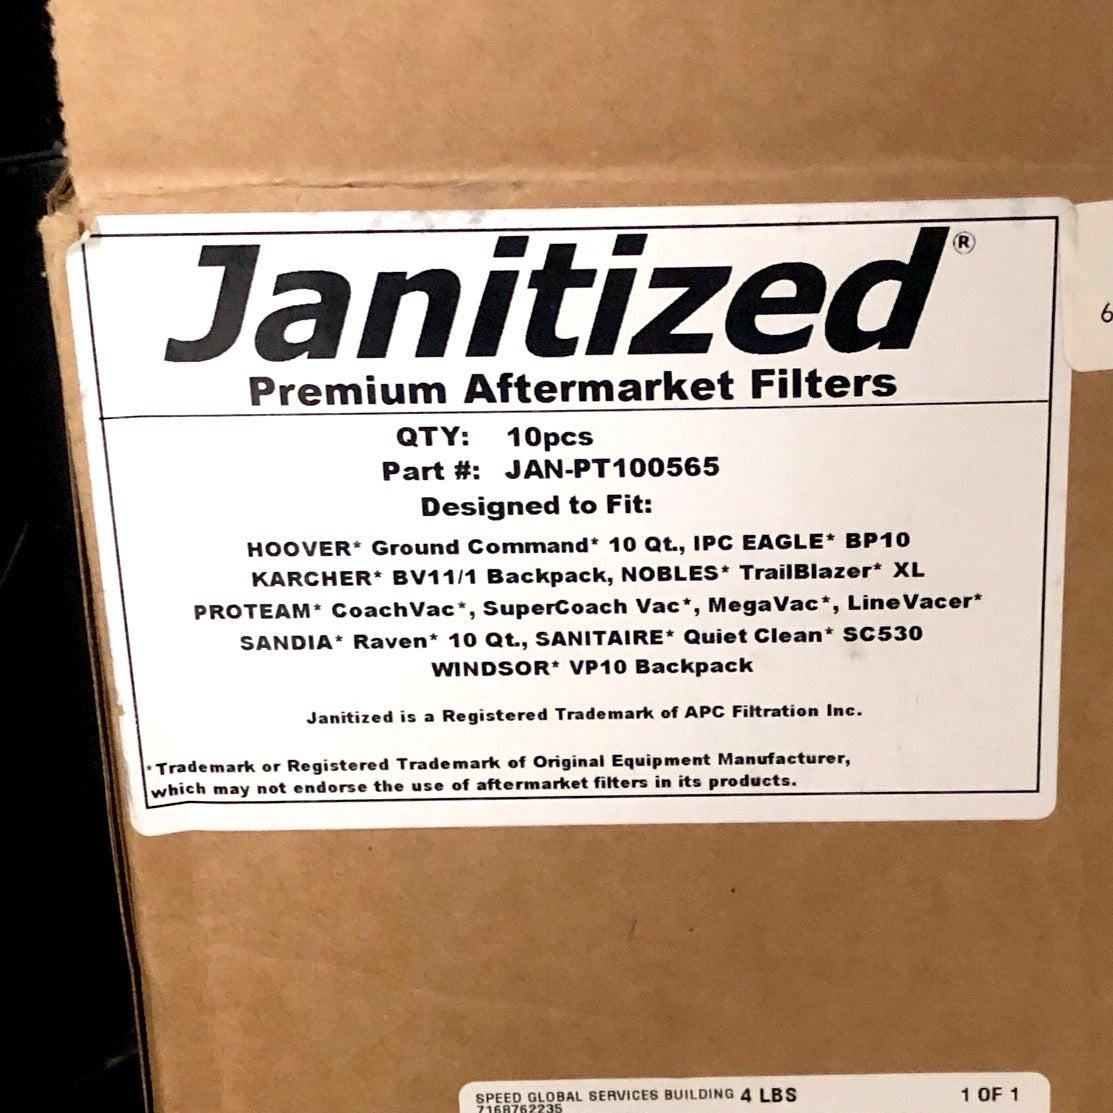 Janitized®
Premium Aftermarket Filters
QTY: 10pcs
Part #: JAN-PT100565
Designed to Fit:
HOOVER* Ground Command* 10 Qt., IPC EAGLE* BP10
KARCHER* BV11/1 Backpack, NOBLES* TrailBlazer* XL
PROTEAM* CoachVac*, SuperCoach Vac*, MegaVac*, LineVacer*
SANDIA* Raven* 10 Qt., SANITAIRE* Quiet Clean* SC530
WINDSOR* VP10 Backpack
Janitized is a Registered Trademark of APC Filtration Inc.
*Trademark or Registered Trademark of Original Equipment Manufacturer,
which may not endorse the use of aftermarket filters in its products.
6
SPEED GLOBAL SERVICES BUILDING 4 LBS 1 OF 1
7168762235